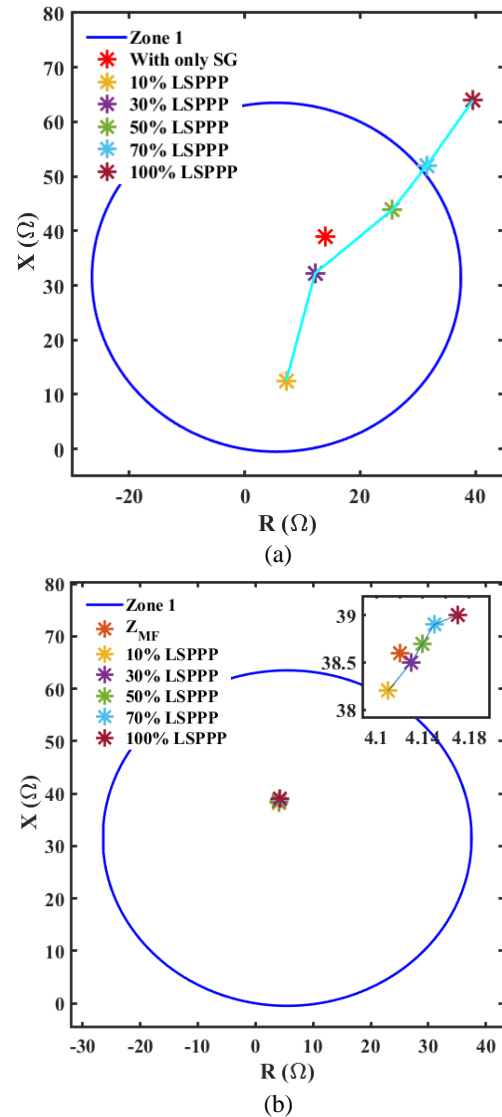 80
70
60
50
40
30
20
10
0
X (Ω)
Zone 1
With only SG
10% LSPPP
30% LSPPP
50% LSPPP
70% LSPPP
100% LSPPP
-20 0 20 40
R (Ω)
(a)
80
70
60
50
40
30
20
10
0
X (Ω)
Zone 1
Z_MF
10% LSPPP
30% LSPPP
50% LSPPP
70% LSPPP
100% LSPPP
39
38.5
38
4.1 4.14 4.18
-30 -20 -10 0 10 20 30 40
R (Ω)
(b)